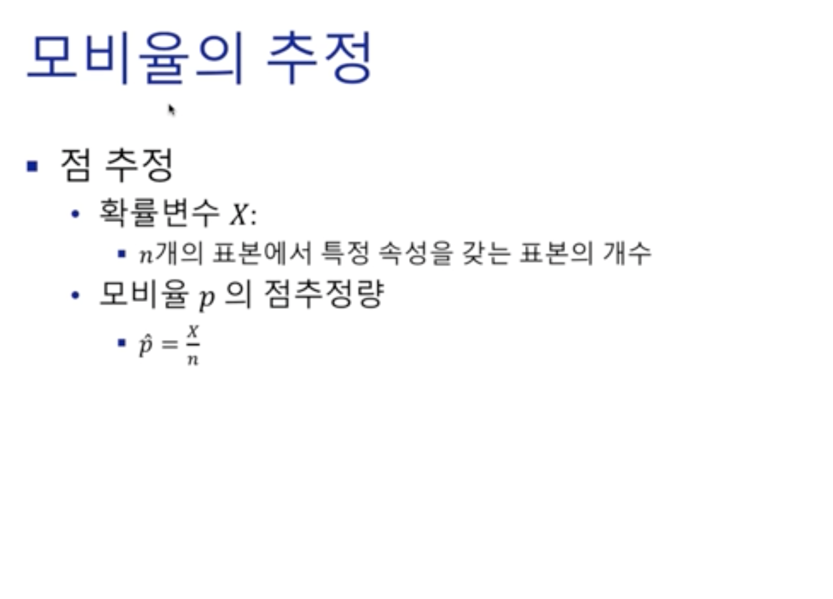 모비율의 추정
▪ 점 추정
• 확률변수 X:
▪ n개의 표본에서 특정 속성을 갖는 표본의 개수
• 모비율 p 의 점추정량
▪ p̂ = X/n